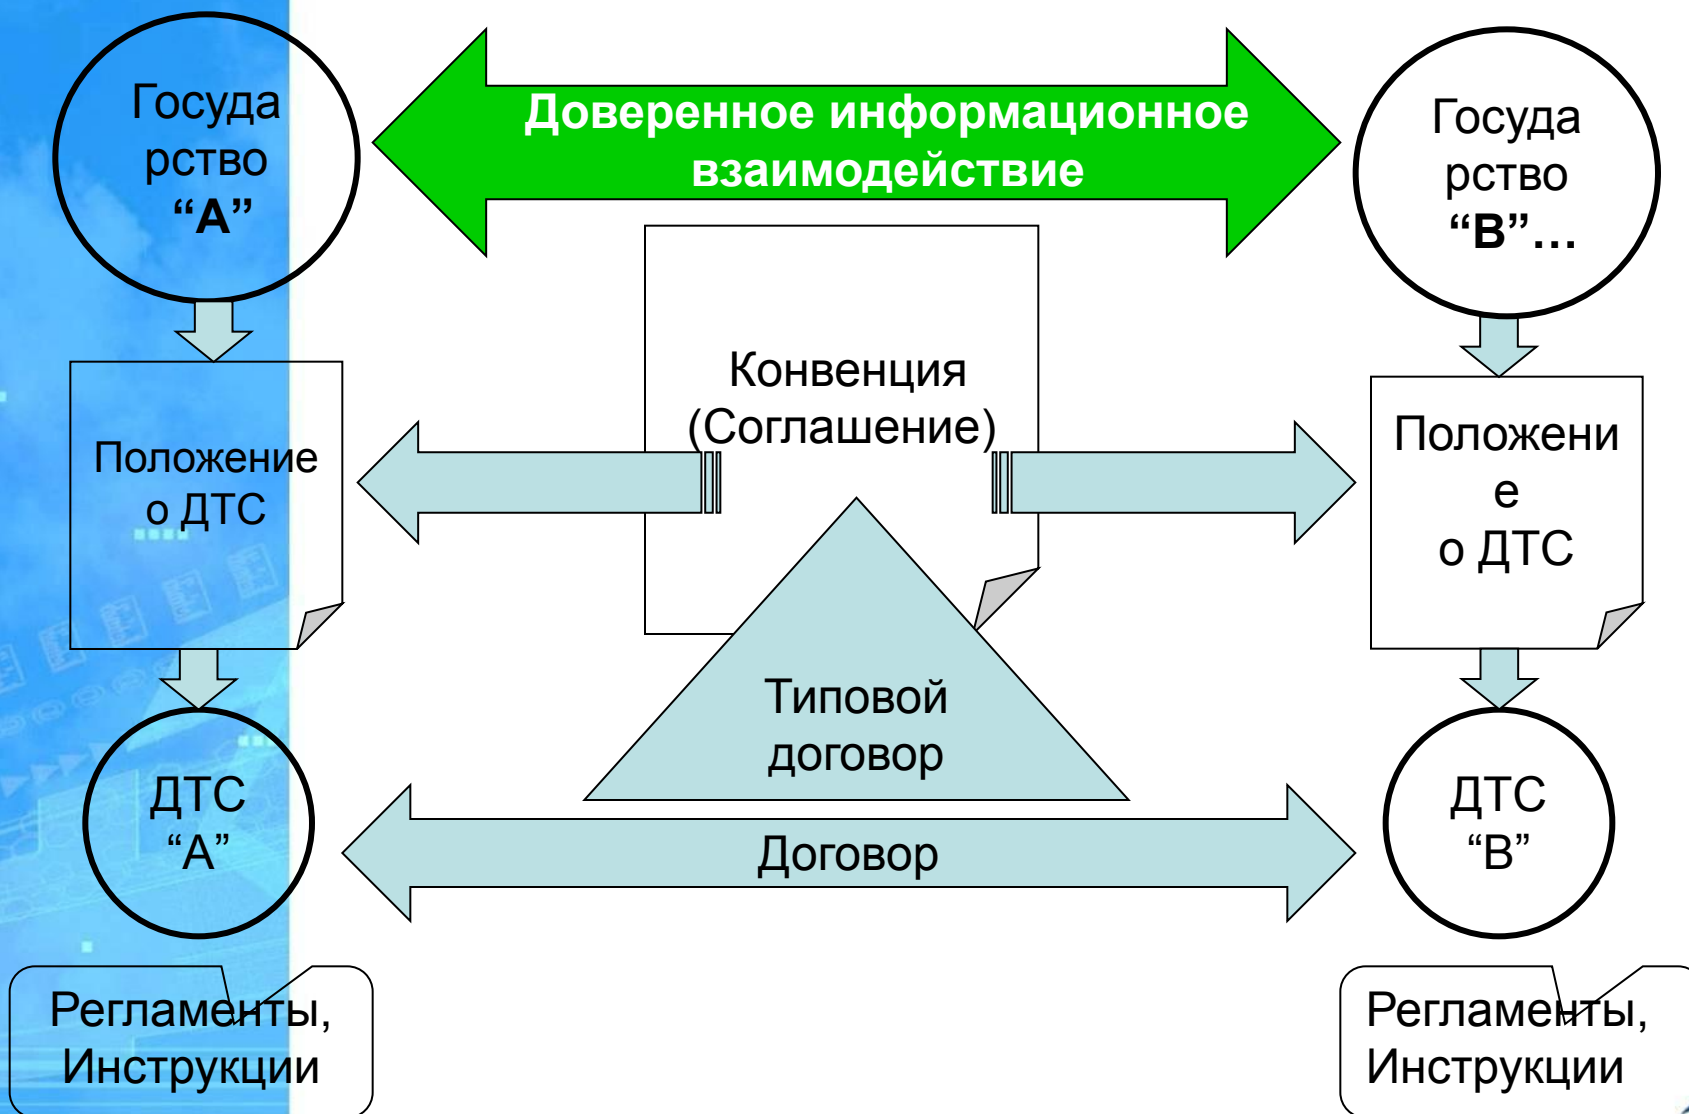 Госуда
рство
“А”
Доверенное информационное
взаимодействие
Госуда
рство
“В”…
Положение
о ДТС
Конвенция
(Соглашение)
Положени
е
о ДТС
Типовой
договор
ДТС
“А”
Договор
ДТС
“В”
Регламенты,
Инструкции
Регламенты,
Инструкции